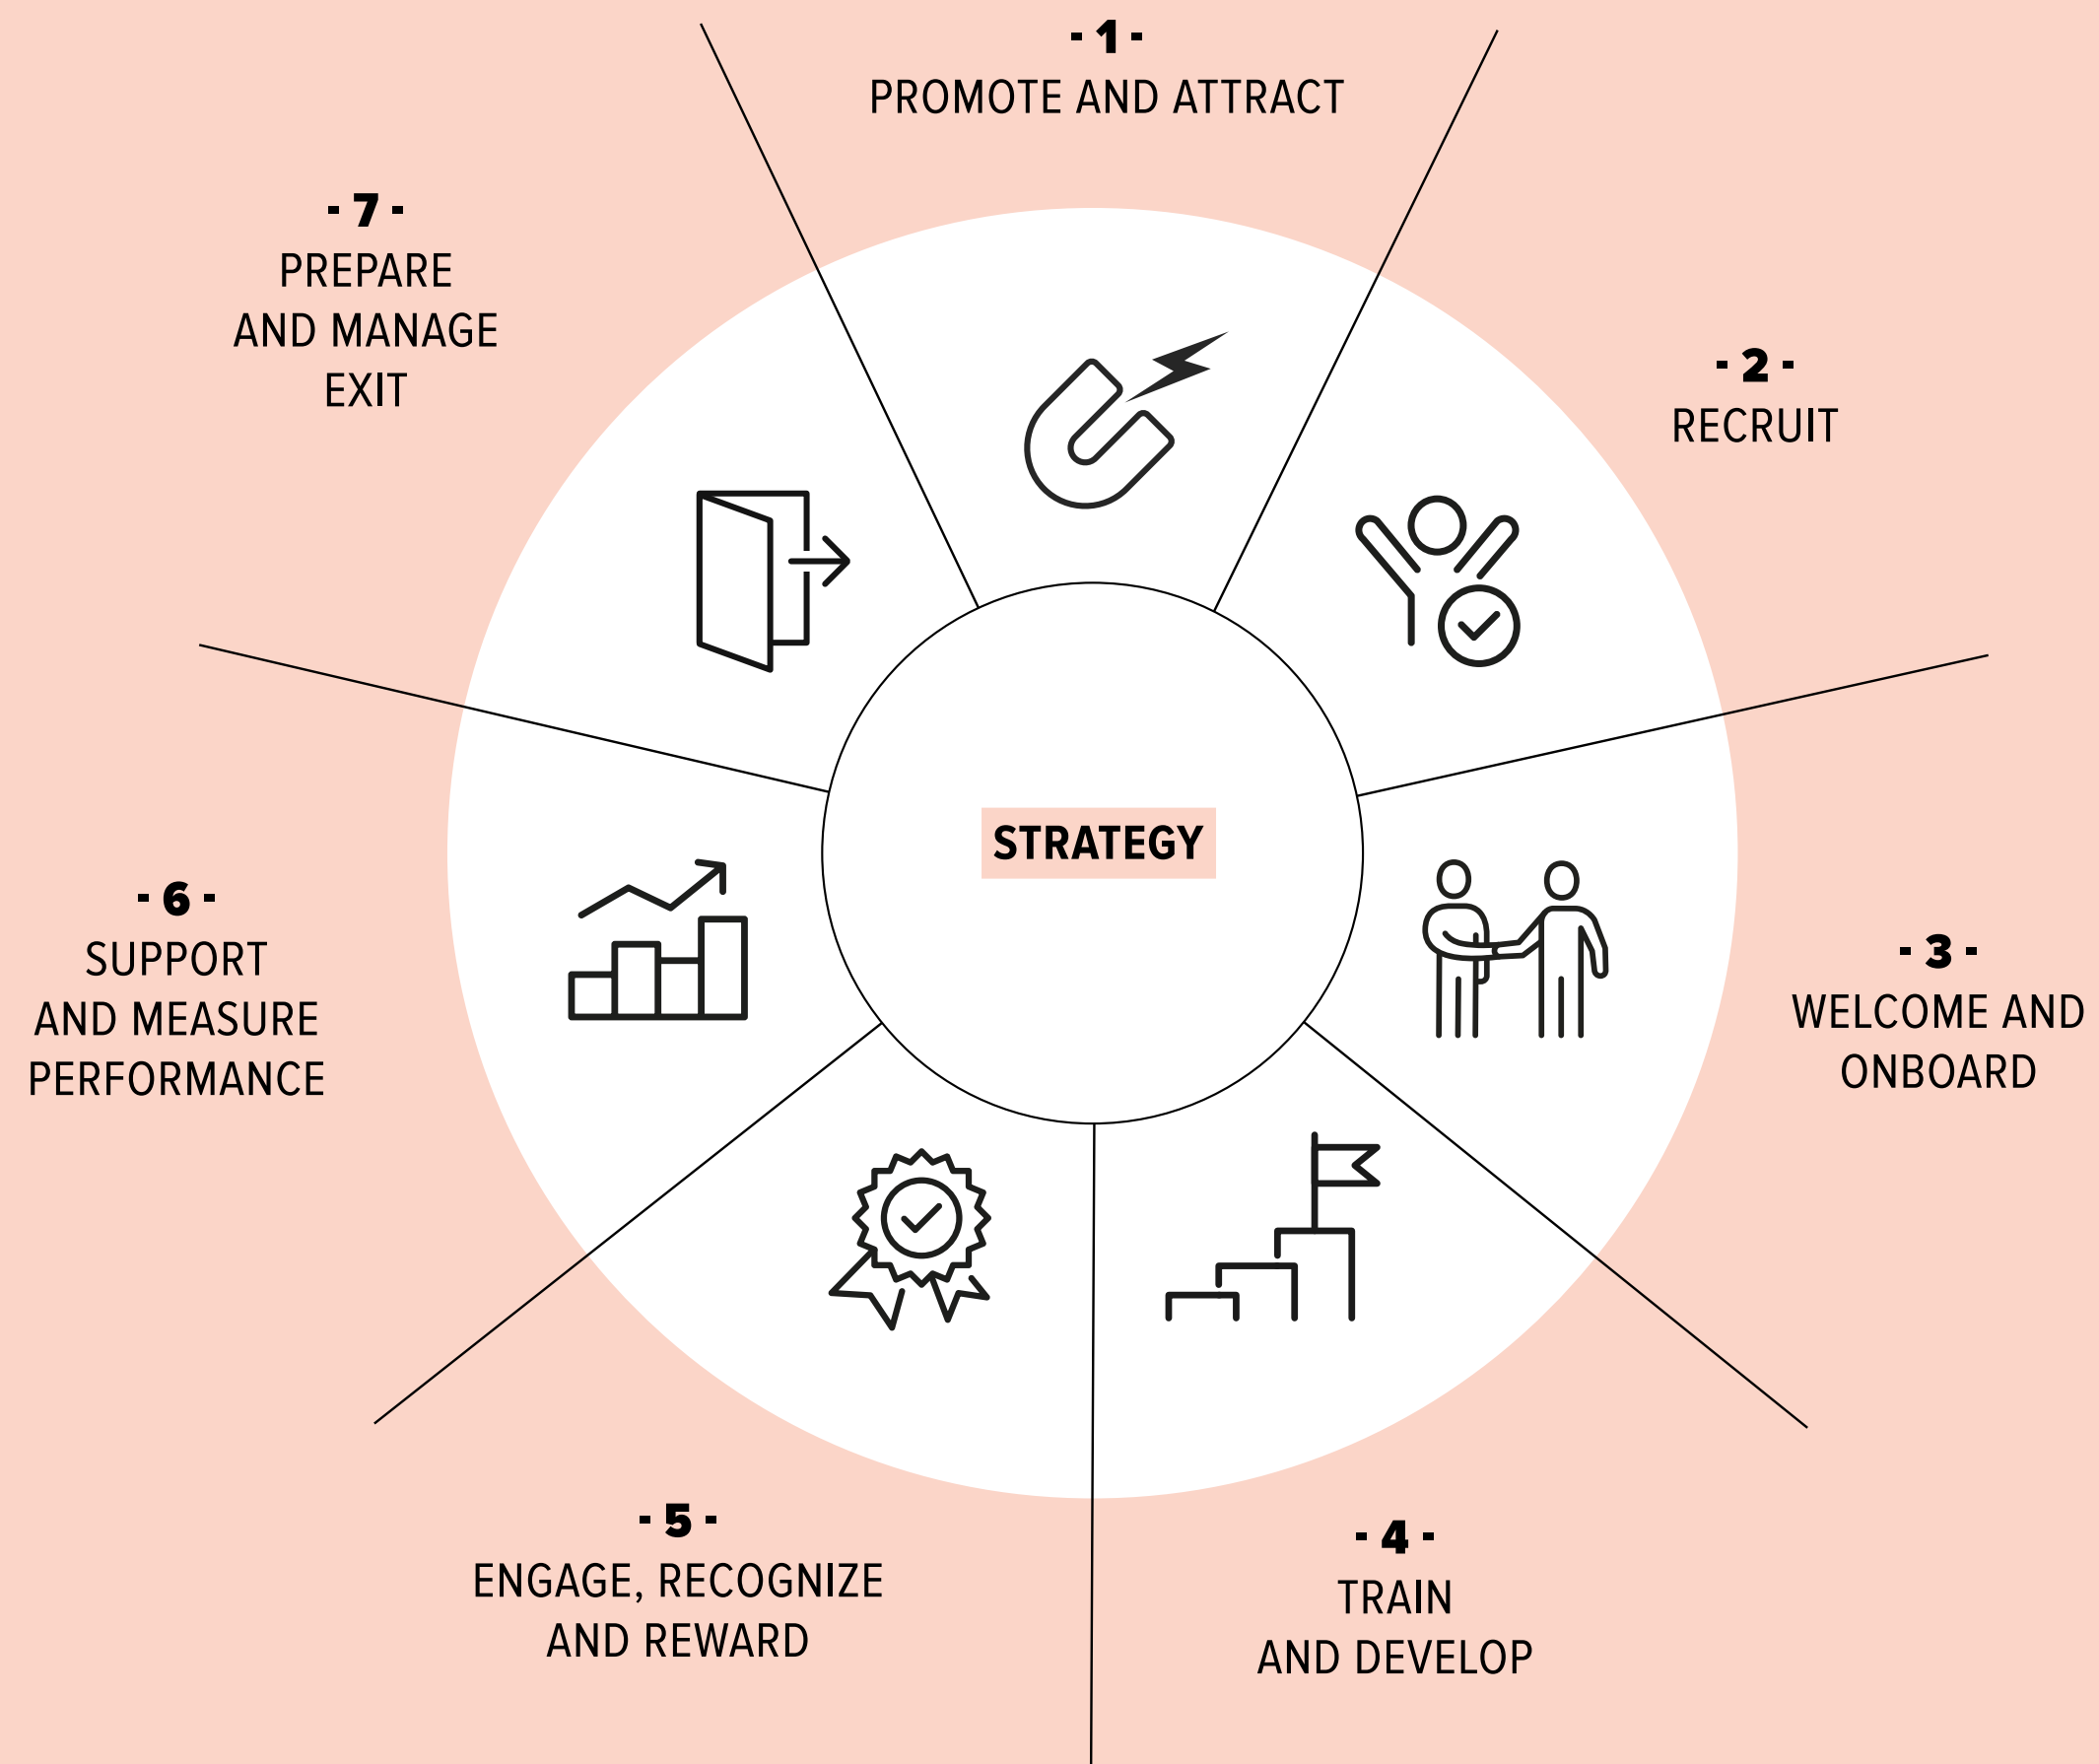 - 1 -
PROMOTE AND ATTRACT
- 2 -
RECRUIT
- 3 -
WELCOME AND
ONBOARD
- 4 -
TRAIN
AND DEVELOP
- 5 -
ENGAGE, RECOGNIZE
AND REWARD
- 6 -
SUPPORT
AND MEASURE
PERFORMANCE
- 7 -
PREPARE
AND MANAGE
EXIT
STRATEGY